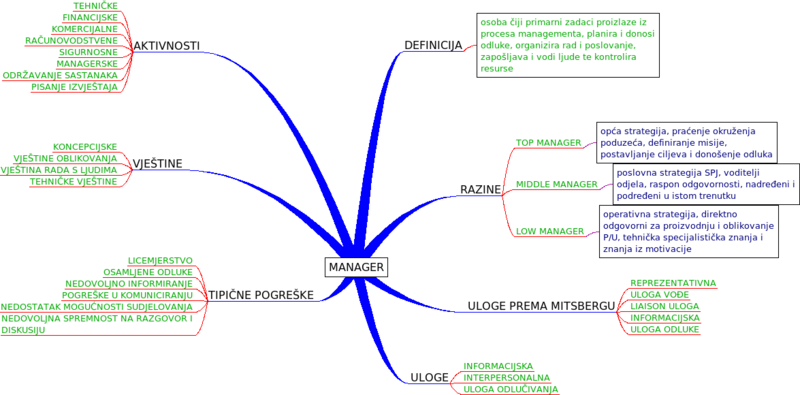 TEHNIČKE
FINANCIJSKE
KOMERCIJALNE
RAČUNOVODSTVENE
SIGURNOSNE
MANAGERSKE
ODRŽAVANJE SASTANAKA
PISANJE IZVJEŠTAJA
AKTIVNOSTI
KONCEPCIJSKE
VJEŠTINE OBLIKOVANJA
VJEŠTINA RADA S LJUDIMA
TEHNIČKE VJEŠTINE
VJEŠTINE
LICEMJERSTVO
OSAMLJENE ODLUKE
NEDOVOLJNO INFORMIRANJE
POGREŠKE U KOMUNICIRANJU
NEDOSTATAK MOGUĆNOSTI SUDJELOVANJA
NEDOVOLJNA SPREMNOST NA RAZGOVOR I
DISKUSIJU
TIPIČNE POGREŠKE
MANAGER
DEFINICIJA
osoba čiji primarni zadaci proizlaze iz
procesa managementa, planira i donosi
odluke, organizira rad i poslovanje,
zapošljava i vodi ljude te kontrolira
resurse
RAZINE
TOP MANAGER
opća strategija, praćenje okruženja
poduzeća, definiranje misije,
postavljanje ciljeva i donošenje odluka
MIDDLE MANAGER
poslovna strategija SPJ, voditelji
odjela, raspon odgovornosti, nadređeni i
podređeni u istom trenutku
LOW MANAGER
operativna strategija, direktno
odgovorni za proizvodnju i oblikovanje
P/U, tehnička specijalistička znanja i
znanja iz motivacije
ULOGE PREMA MITSBERGU
REPREZENTATIVNA
ULOGA VOĐE
LIAISON ULOGA
INFORMACIJSKA
ULOGA ODLUKE
ULOGE
INFORMACIJSKA
INTERPERSONALNA
ULOGA ODLUČIVANJA